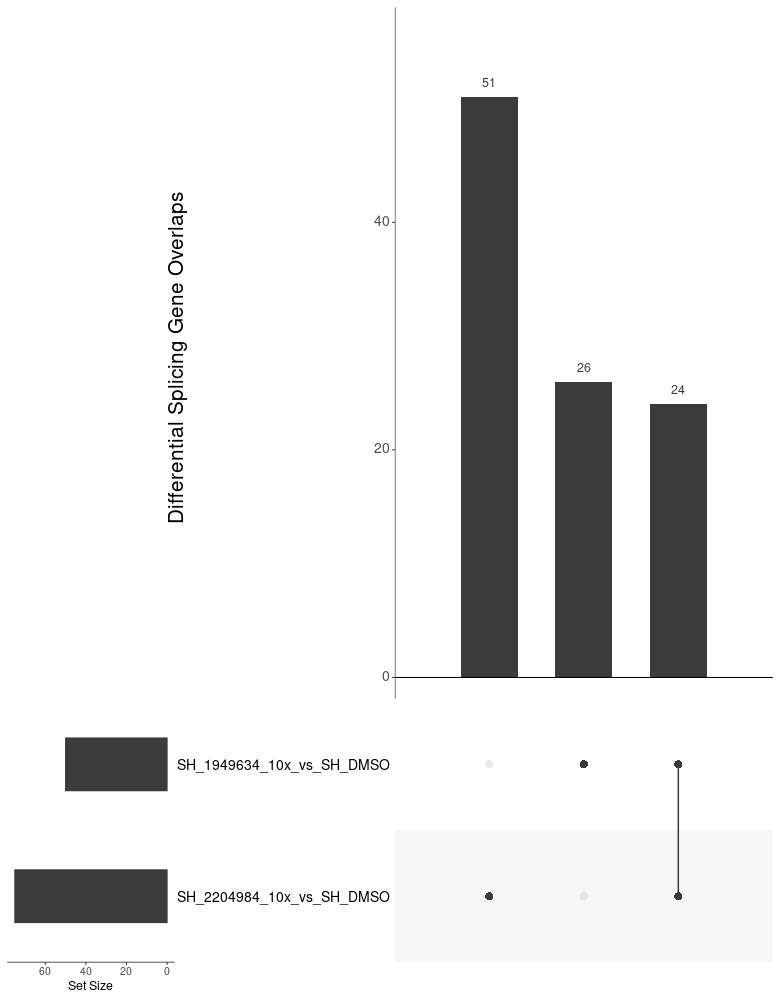 Differential Splicing Gene Overlaps
51
26
24
40
20
0
SH_1949634_10x_vs_SH_DMSO
SH_2204984_10x_vs_SH_DMSO
60 40 20 0
Set Size